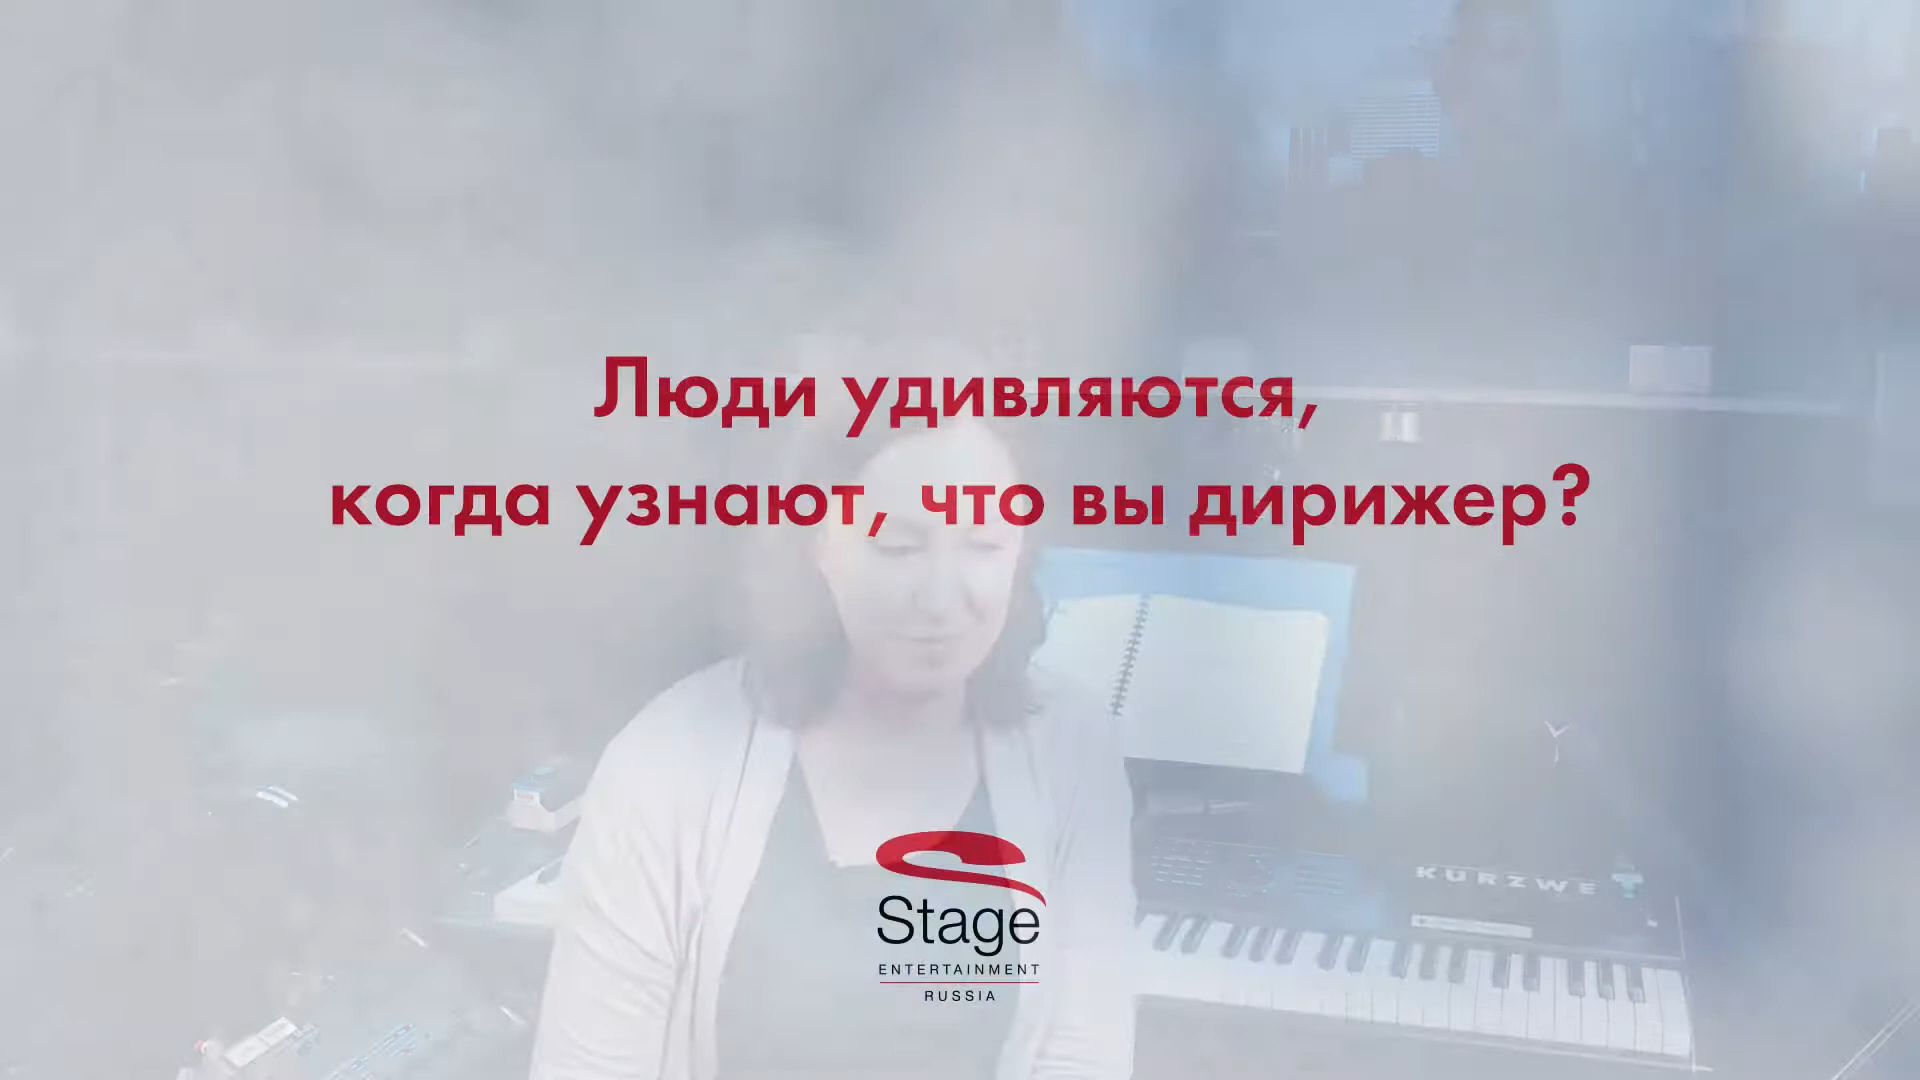 Люди удивляются,
когда узнают, что вы дирижер?
KURZWE
Stage
ENTERTAINMENT
RUSSIA